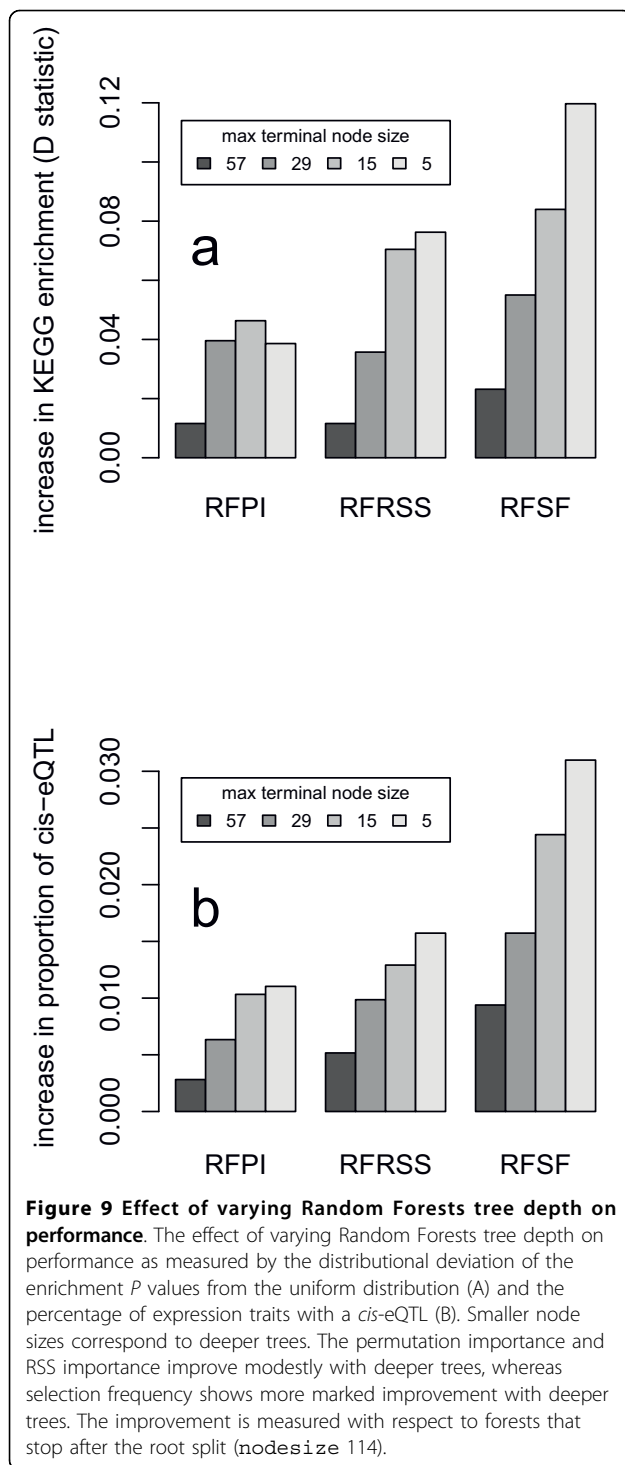 increase in KEGG enrichment (D statistic)
0.12
0.08
0.04
0.00
max terminal node size
57 29 15 5
a
RFPI RFRSS RFSF
increase in proportion of cis−eQTL
0.030
0.020
0.010
0.000
max terminal node size
57 29 15 5
b
RFPI RFRSS RFSF
Figure 9 Effect of varying Random Forests tree depth on
performance. The effect of varying Random Forests tree depth on
performance as measured by the distributional deviation of the
enrichment P values from the uniform distribution (A) and the
percentage of expression traits with a cis-eQTL (B). Smaller node
sizes correspond to deeper trees. The permutation importance and
RSS importance improve modestly with deeper trees, whereas
selection frequency shows more marked improvement with deeper
trees. The improvement is measured with respect to forests that
stop after the root split (nodesize 114).